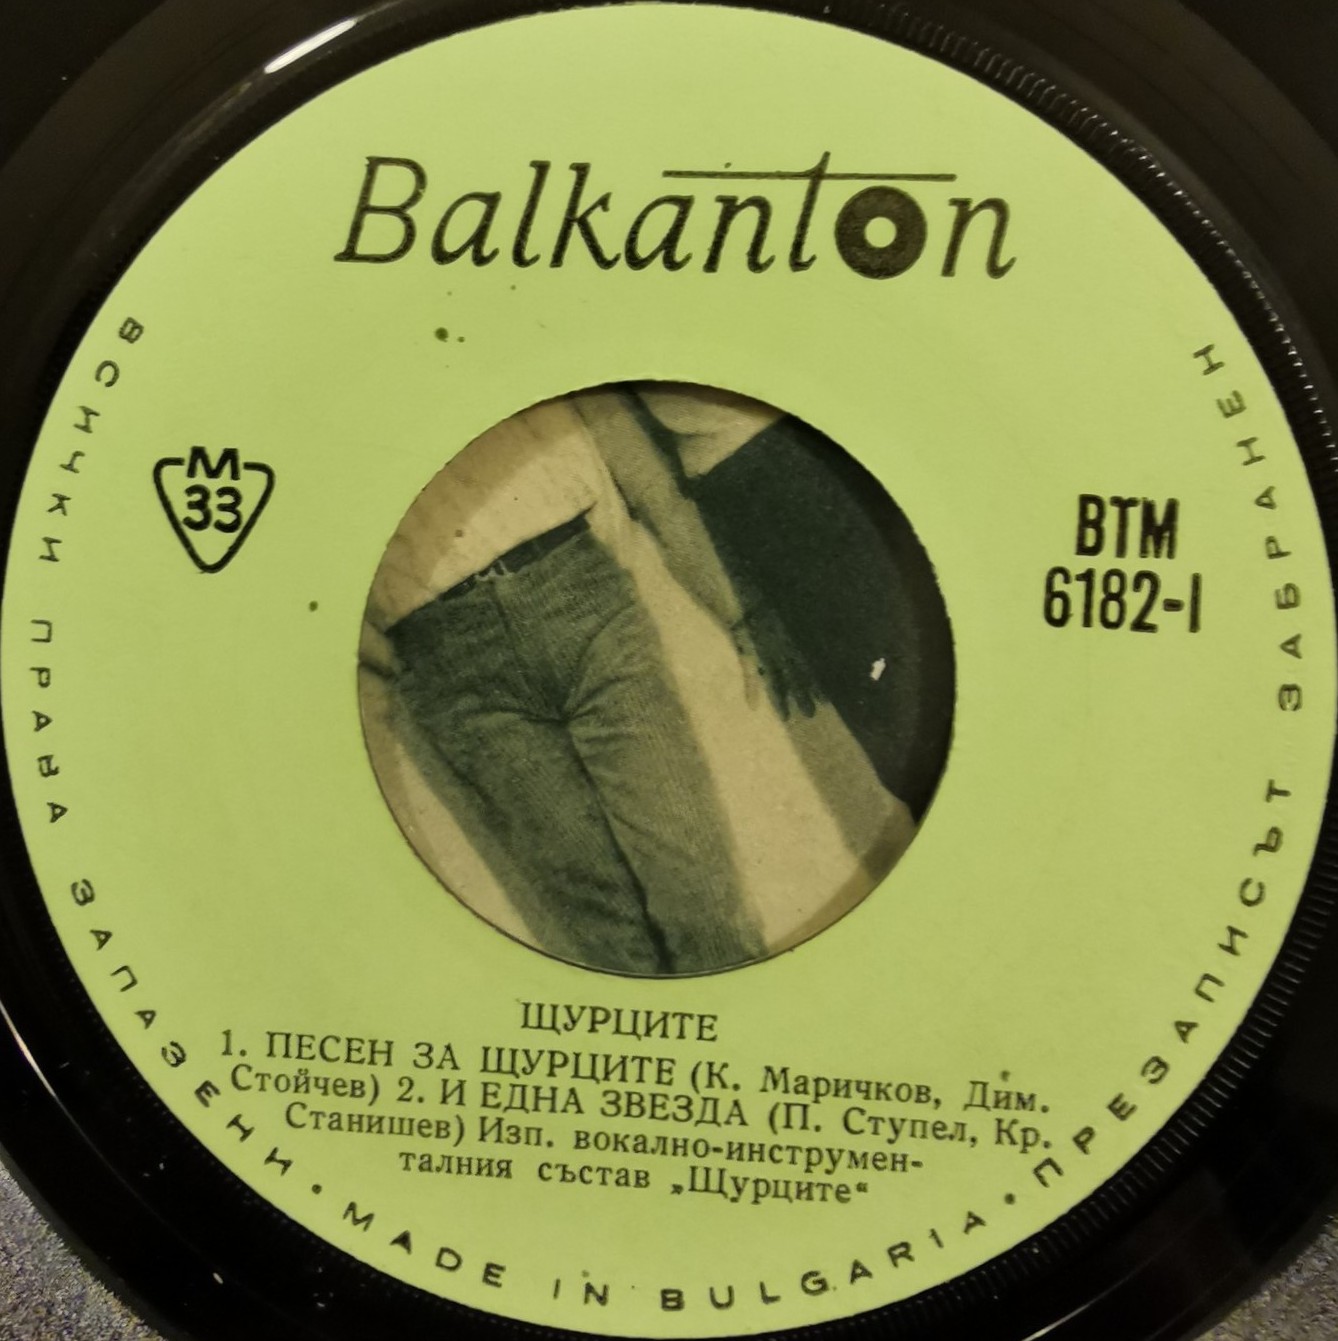 Balkanton
М
33
ВТМ
6182-I
ЩУРЦИТЕ
1. ПЕСЕН ЗА ЩУРЦИТЕ (К. Маричков, Дим.
Стойчев) 2. И ЕДНА ЗВЕЗДА (П. Ступел, Кр.
Станишев) Изп. вокално-инструмен-
талния състав „Щурците“
ВСИЧКИ ПРАВА ЗАПАЗЕНИ • MADE IN BULGARIA • ПРЕЗАПИСЪТ ЗАБРАНЕН